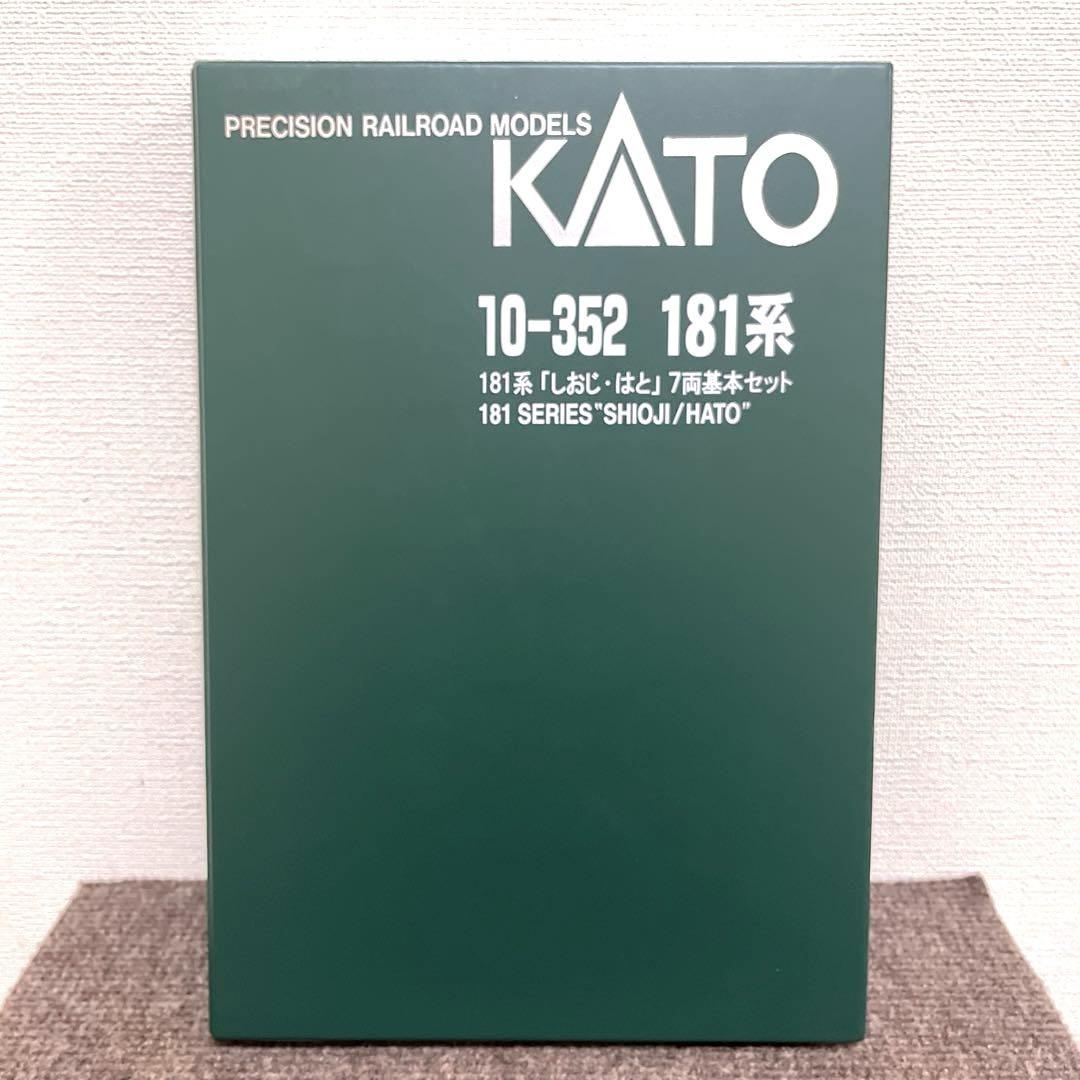 PRECISION RAILROAD MODELS
KATO
10-352 181系
181系「しおじ・はと」7両基本セット
181 SERIES "SHIOJI/HATO"